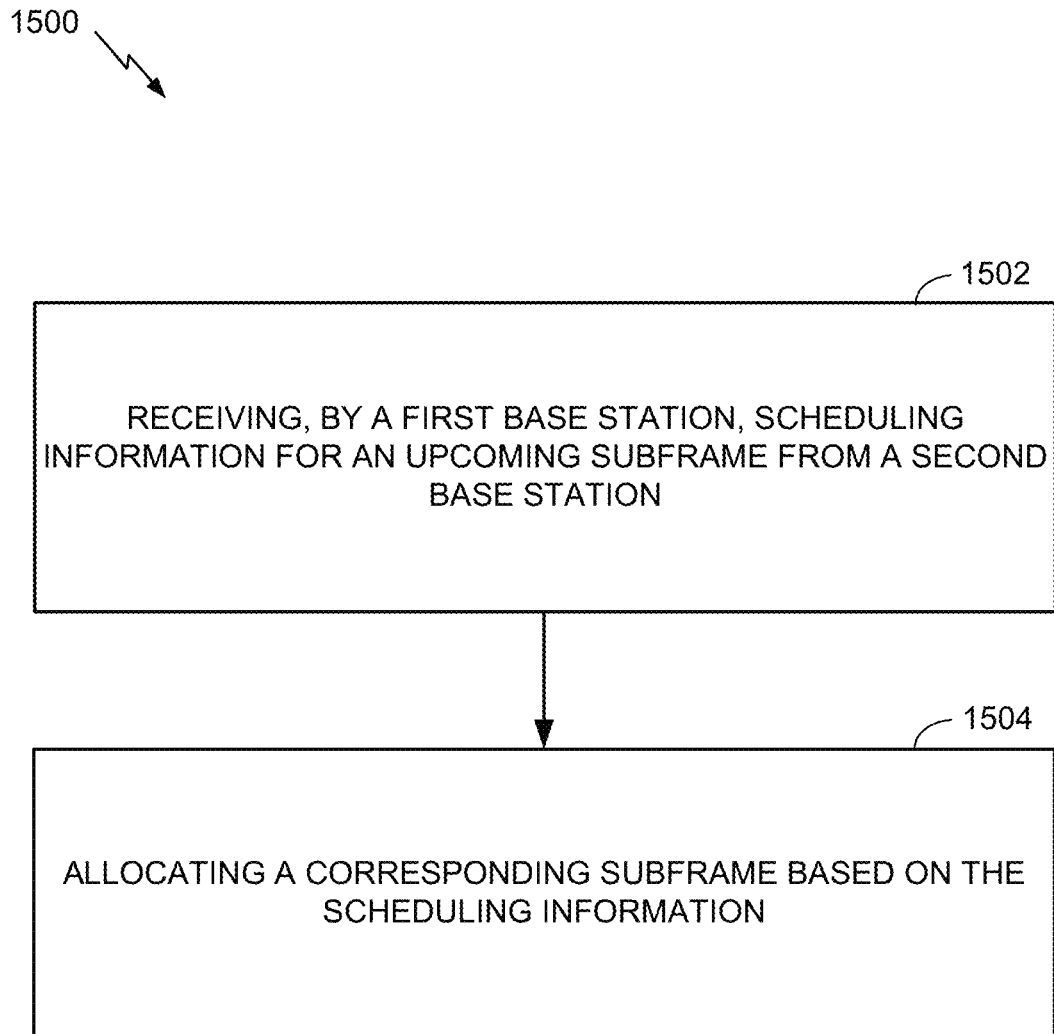 1500
1502
RECEIVING, BY A FIRST BASE STATION, SCHEDULING
INFORMATION FOR AN UPCOMING SUBFRAME FROM A SECOND
BASE STATION
1504
ALLOCATING A CORRESPONDING SUBFRAME BASED ON THE
SCHEDULING INFORMATION